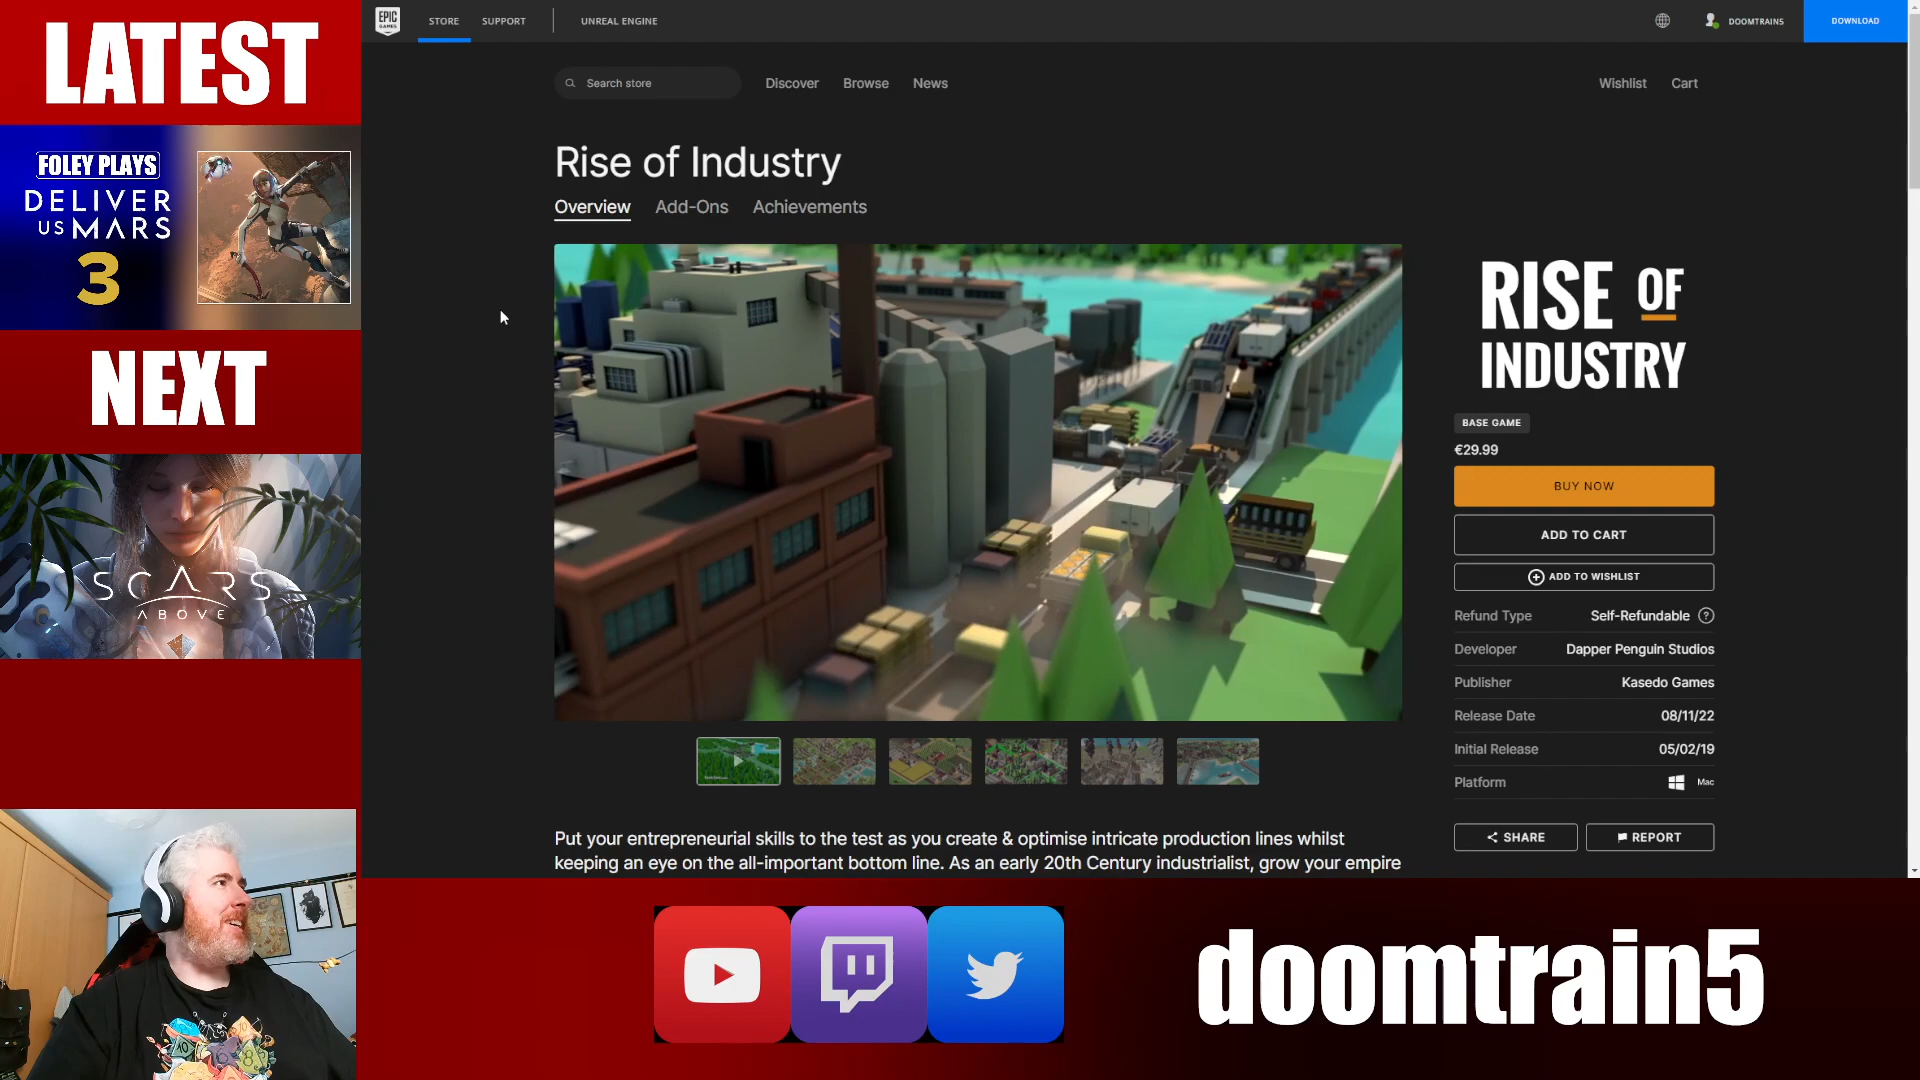 LATEST
FOLEY PLAYS
DELIVER
US MARS
3
NEXT
SCARS
ABOVE
EPIC
GAMES
STORE
SUPPORT
UNREAL ENGINE
DOOMTRAIN5
DOWNLOAD
Search store
Discover
Browse
News
Wishlist
Cart
Rise of Industry
Overview
Add-Ons
Achievements
RISE OF
INDUSTRY
BASE GAME
€29.99
BUY NOW
ADD TO CART
ADD TO WISHLIST
Refund Type Self-Refundable ?
Developer Dapper Penguin Studios
Publisher Kasedo Games
Release Date 08/11/22
Initial Release 05/02/19
Platform Mac
SHARE
REPORT
Put your entrepreneurial skills to the test as you create & optimise intricate production lines whilst
keeping an eye on the all-important bottom line. As an early 20th Century industrialist, grow your empire
doomtrain5